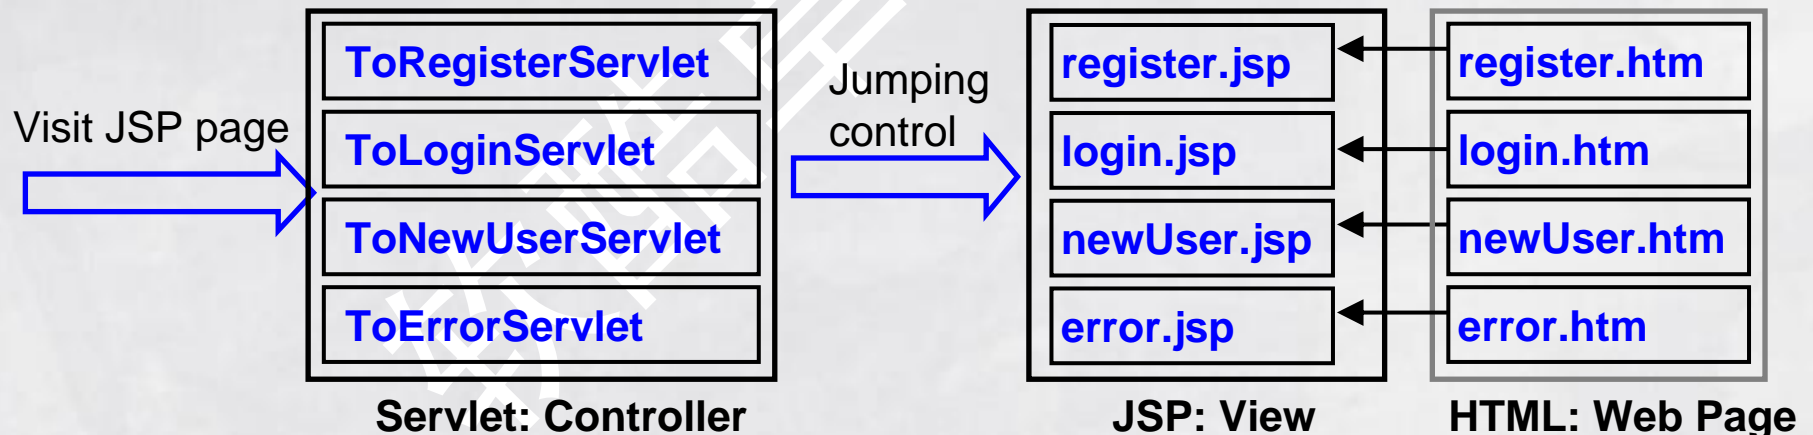 Visit JSP page
ToRegisterServlet
ToLoginServlet
ToNewUserServlet
ToErrorServlet
Servlet: Controller
Jumping
control
register.jsp
login.jsp
newUser.jsp
error.jsp
JSP: View
register.htm
login.htm
newUser.htm
error.htm
HTML: Web Page